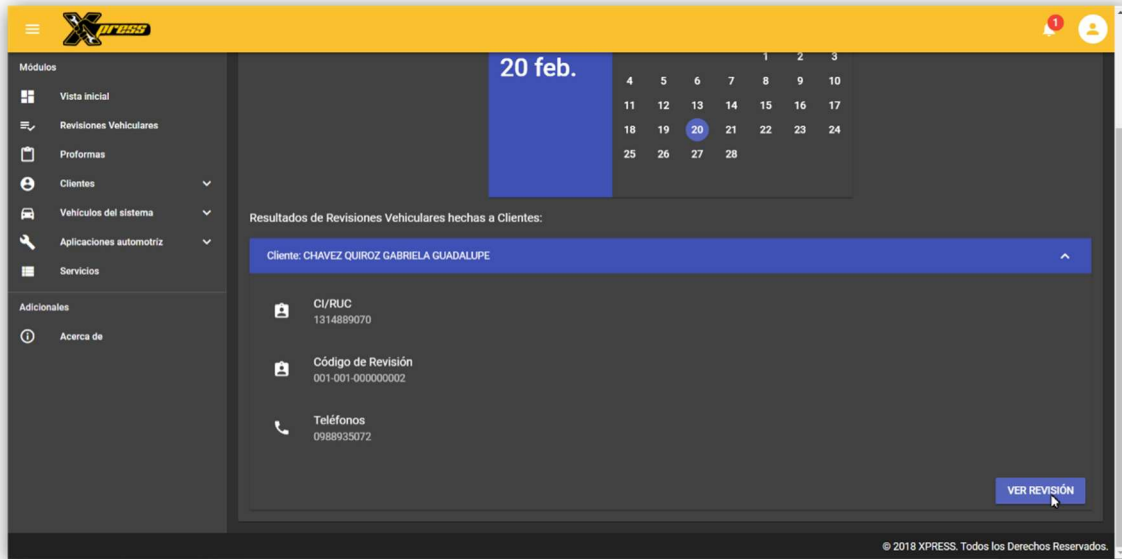 Xpress
1
Módulos
Vista inicial
Revisiones Vehiculares
Proformas
Clientes
Vehículos del sistema
Aplicaciones automotriz
Servicios
Adicionales
Acerca de
20 feb.
1 2 3
4 5 6 7 8 9 10
11 12 13 14 15 16 17
18 19 20 21 22 23 24
25 26 27 28
Resultados de Revisiones Vehiculares hechas a Clientes:
Cliente: CHAVEZ QUIROZ GABRIELA GUADALUPE
CI/RUC
1314889070
Código de Revisión
001-001-000000002
Teléfonos
0988935072
VER REVISIÓN
© 2018 XPRESS. Todos los Derechos Reservados.